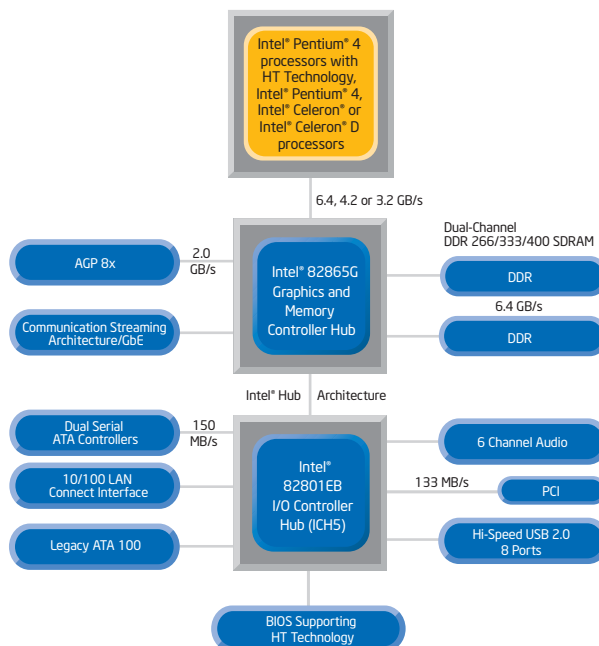 Intel® Pentium® 4
processors with
HT Technology,
Intel® Pentium® 4,
Intel® Celeron® or
Intel® Celeron® D
processors
6.4, 4.2 or 3.2 GB/s
Dual-Channel
DDR 266/333/400 SDRAM
AGP 8x
2.0
GB/s
Intel® 82865G
Graphics and
Memory
Controller Hub
DDR
6.4 GB/s
DDR
Communication Streaming
Architecture/GbE
Intel® Hub Architecture
Dual Serial
ATA Controllers
150
MB/s
6 Channel Audio
10/100 LAN
Connect Interface
Intel®
82801EB
I/O Controller
Hub (ICH5)
133 MB/s
PCI
Legacy ATA 100
Hi-Speed USB 2.0
8 Ports
BIOS Supporting
HT Technology